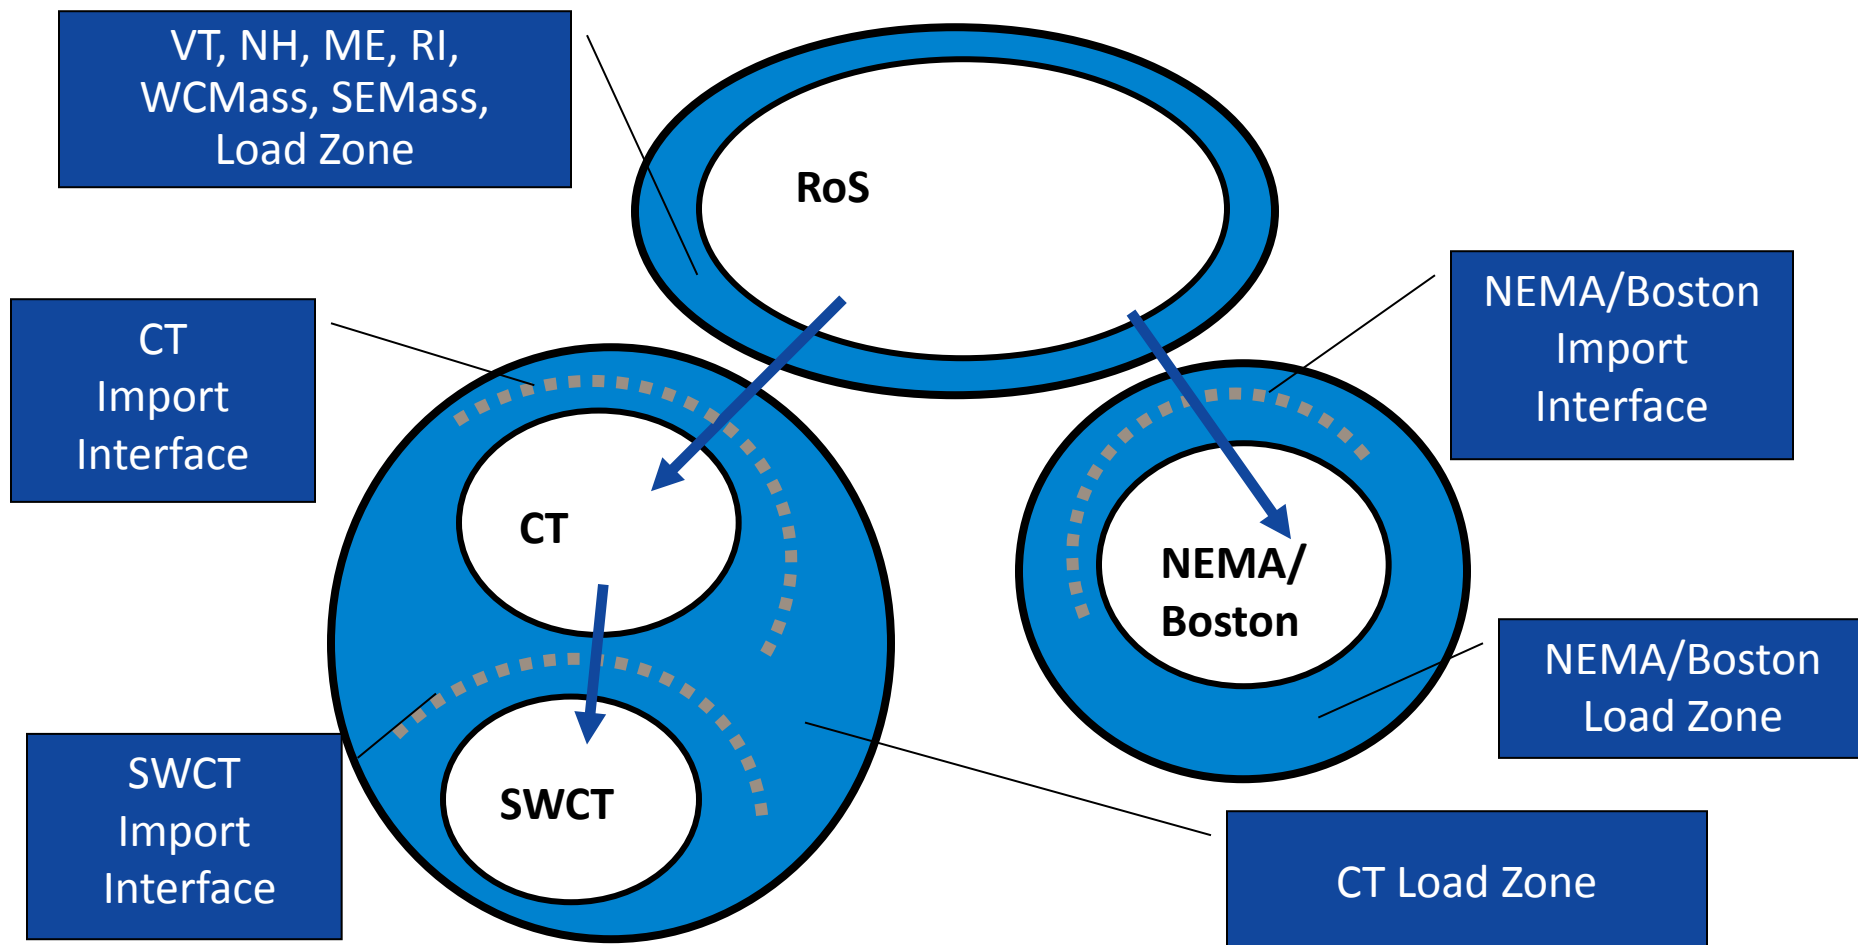 VT, NH, ME, RI,
WCMass, SEMass,
Load Zone
RoS
CT
Import
Interface
NEMA/Boston
Import
Interface
CT
NEMA/
Boston
NEMA/Boston
Load Zone
SWCT
Import
Interface
SWCT
CT Load Zone